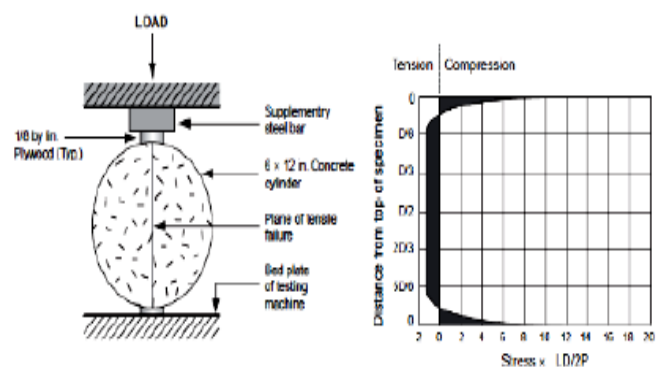 LOAD
Supplementry
steel bar
1/8 by lin.
Plywood (Typ.)
6 × 12 in. Concrete
cylinder
Plane of tensile
failure
Bed plate
of testing
machine
Tension
Compression
Distance from top- of specimen
0
D/6
D/3
D/2
2D/3
5D/6
0
2 0 2 4 6 8 10 12 14 16 18 20
Stress × LD/2P